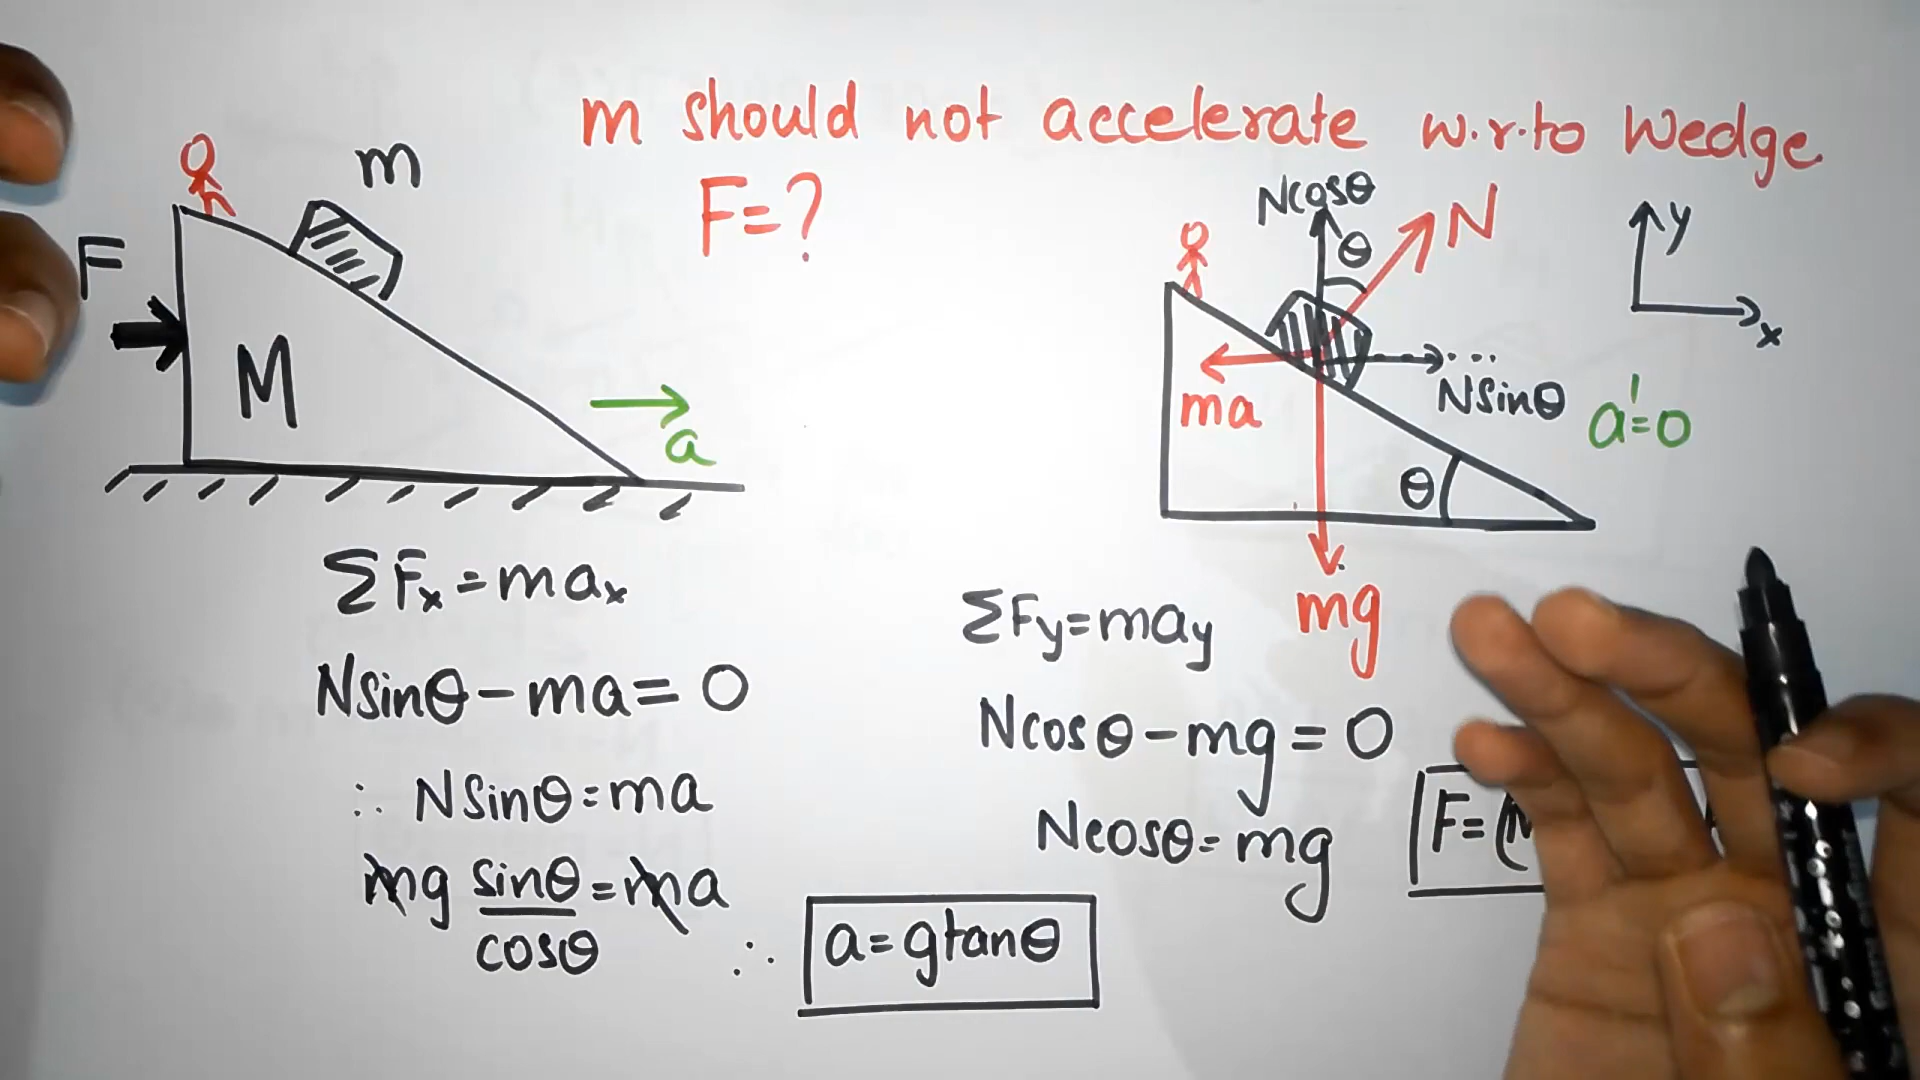 m should not accelerate w.r.to Wedge
F=?
m
F
M
a
Ncosθ
N
θ
y
x
ma
Nsinθ
a'=0
θ
mg
ΣFx=max
Nsinθ-ma=0
∴ Nsinθ=ma
mg sinθ/cosθ=ma
∴ a=gtanθ
ΣFy=may
Ncosθ-mg=0
Ncosθ=mg
F=(M